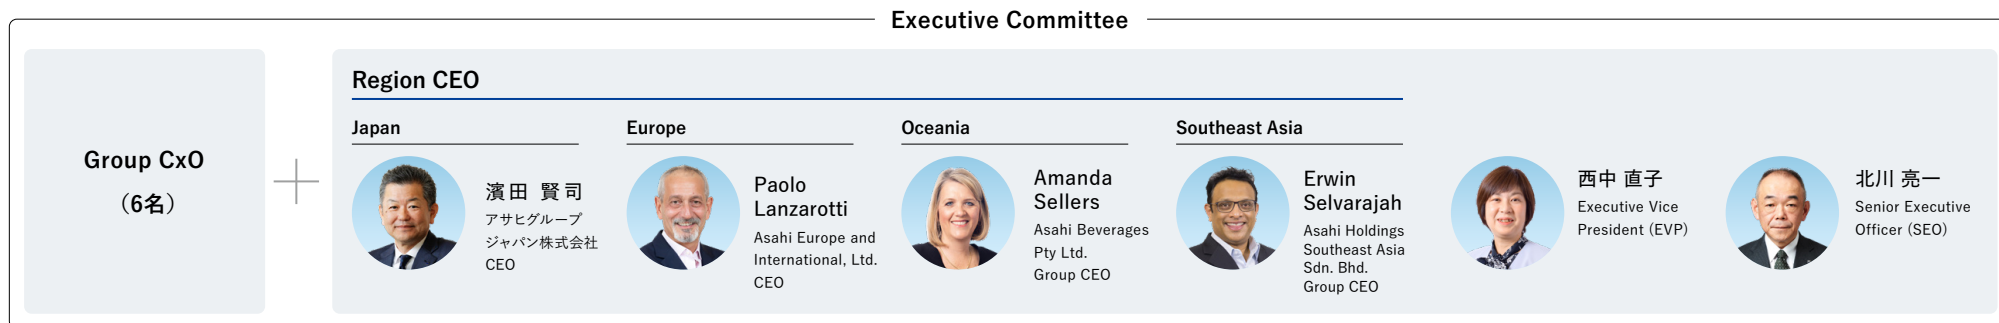 Executive Committee
Group CxO
（6名）
Region CEO
Japan
濱田 賢司
アサヒグループ
ジャパン株式会社
CEO
Europe
Paolo
Lanzarotti
Asahi Europe and
International, Ltd.
CEO
Oceania
Amanda
Sellers
Asahi Beverages
Pty Ltd.
Group CEO
Southeast Asia
Erwin
Selvarajah
Asahi Holdings
Southeast Asia
Sdn. Bhd.
Group CEO
西中 直子
Executive Vice
President (EVP)
北川 亮一
Senior Executive
Officer (SEO)